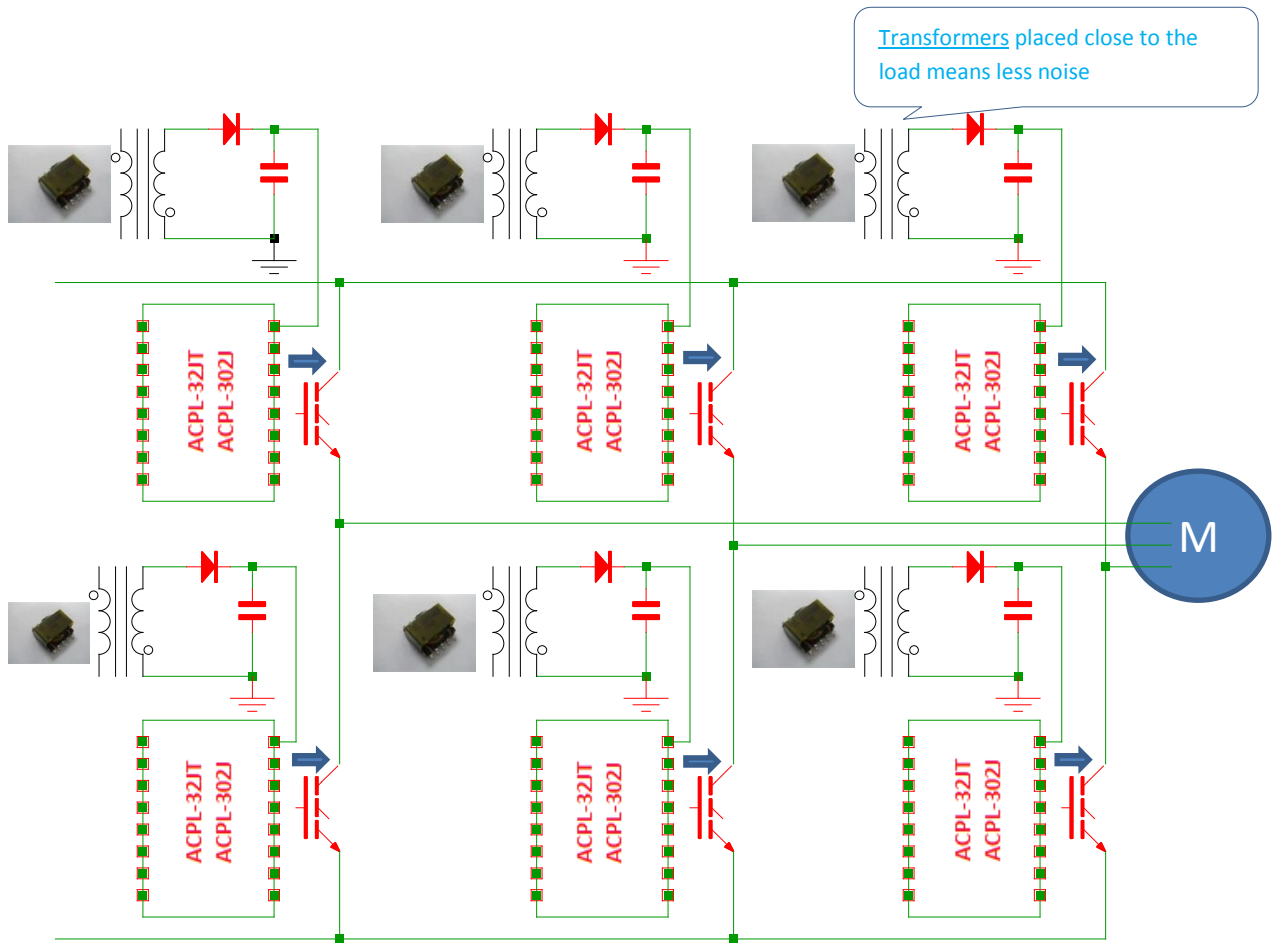 Transformers placed close to the
load means less noise
ACPL-32JT
ACPL-302J
ACPL-32JT
ACPL-302J
ACPL-32JT
ACPL-302J
M
ACPL-32JT
ACPL-302J
ACPL-32JT
ACPL-302J
ACPL-32JT
ACPL-302J